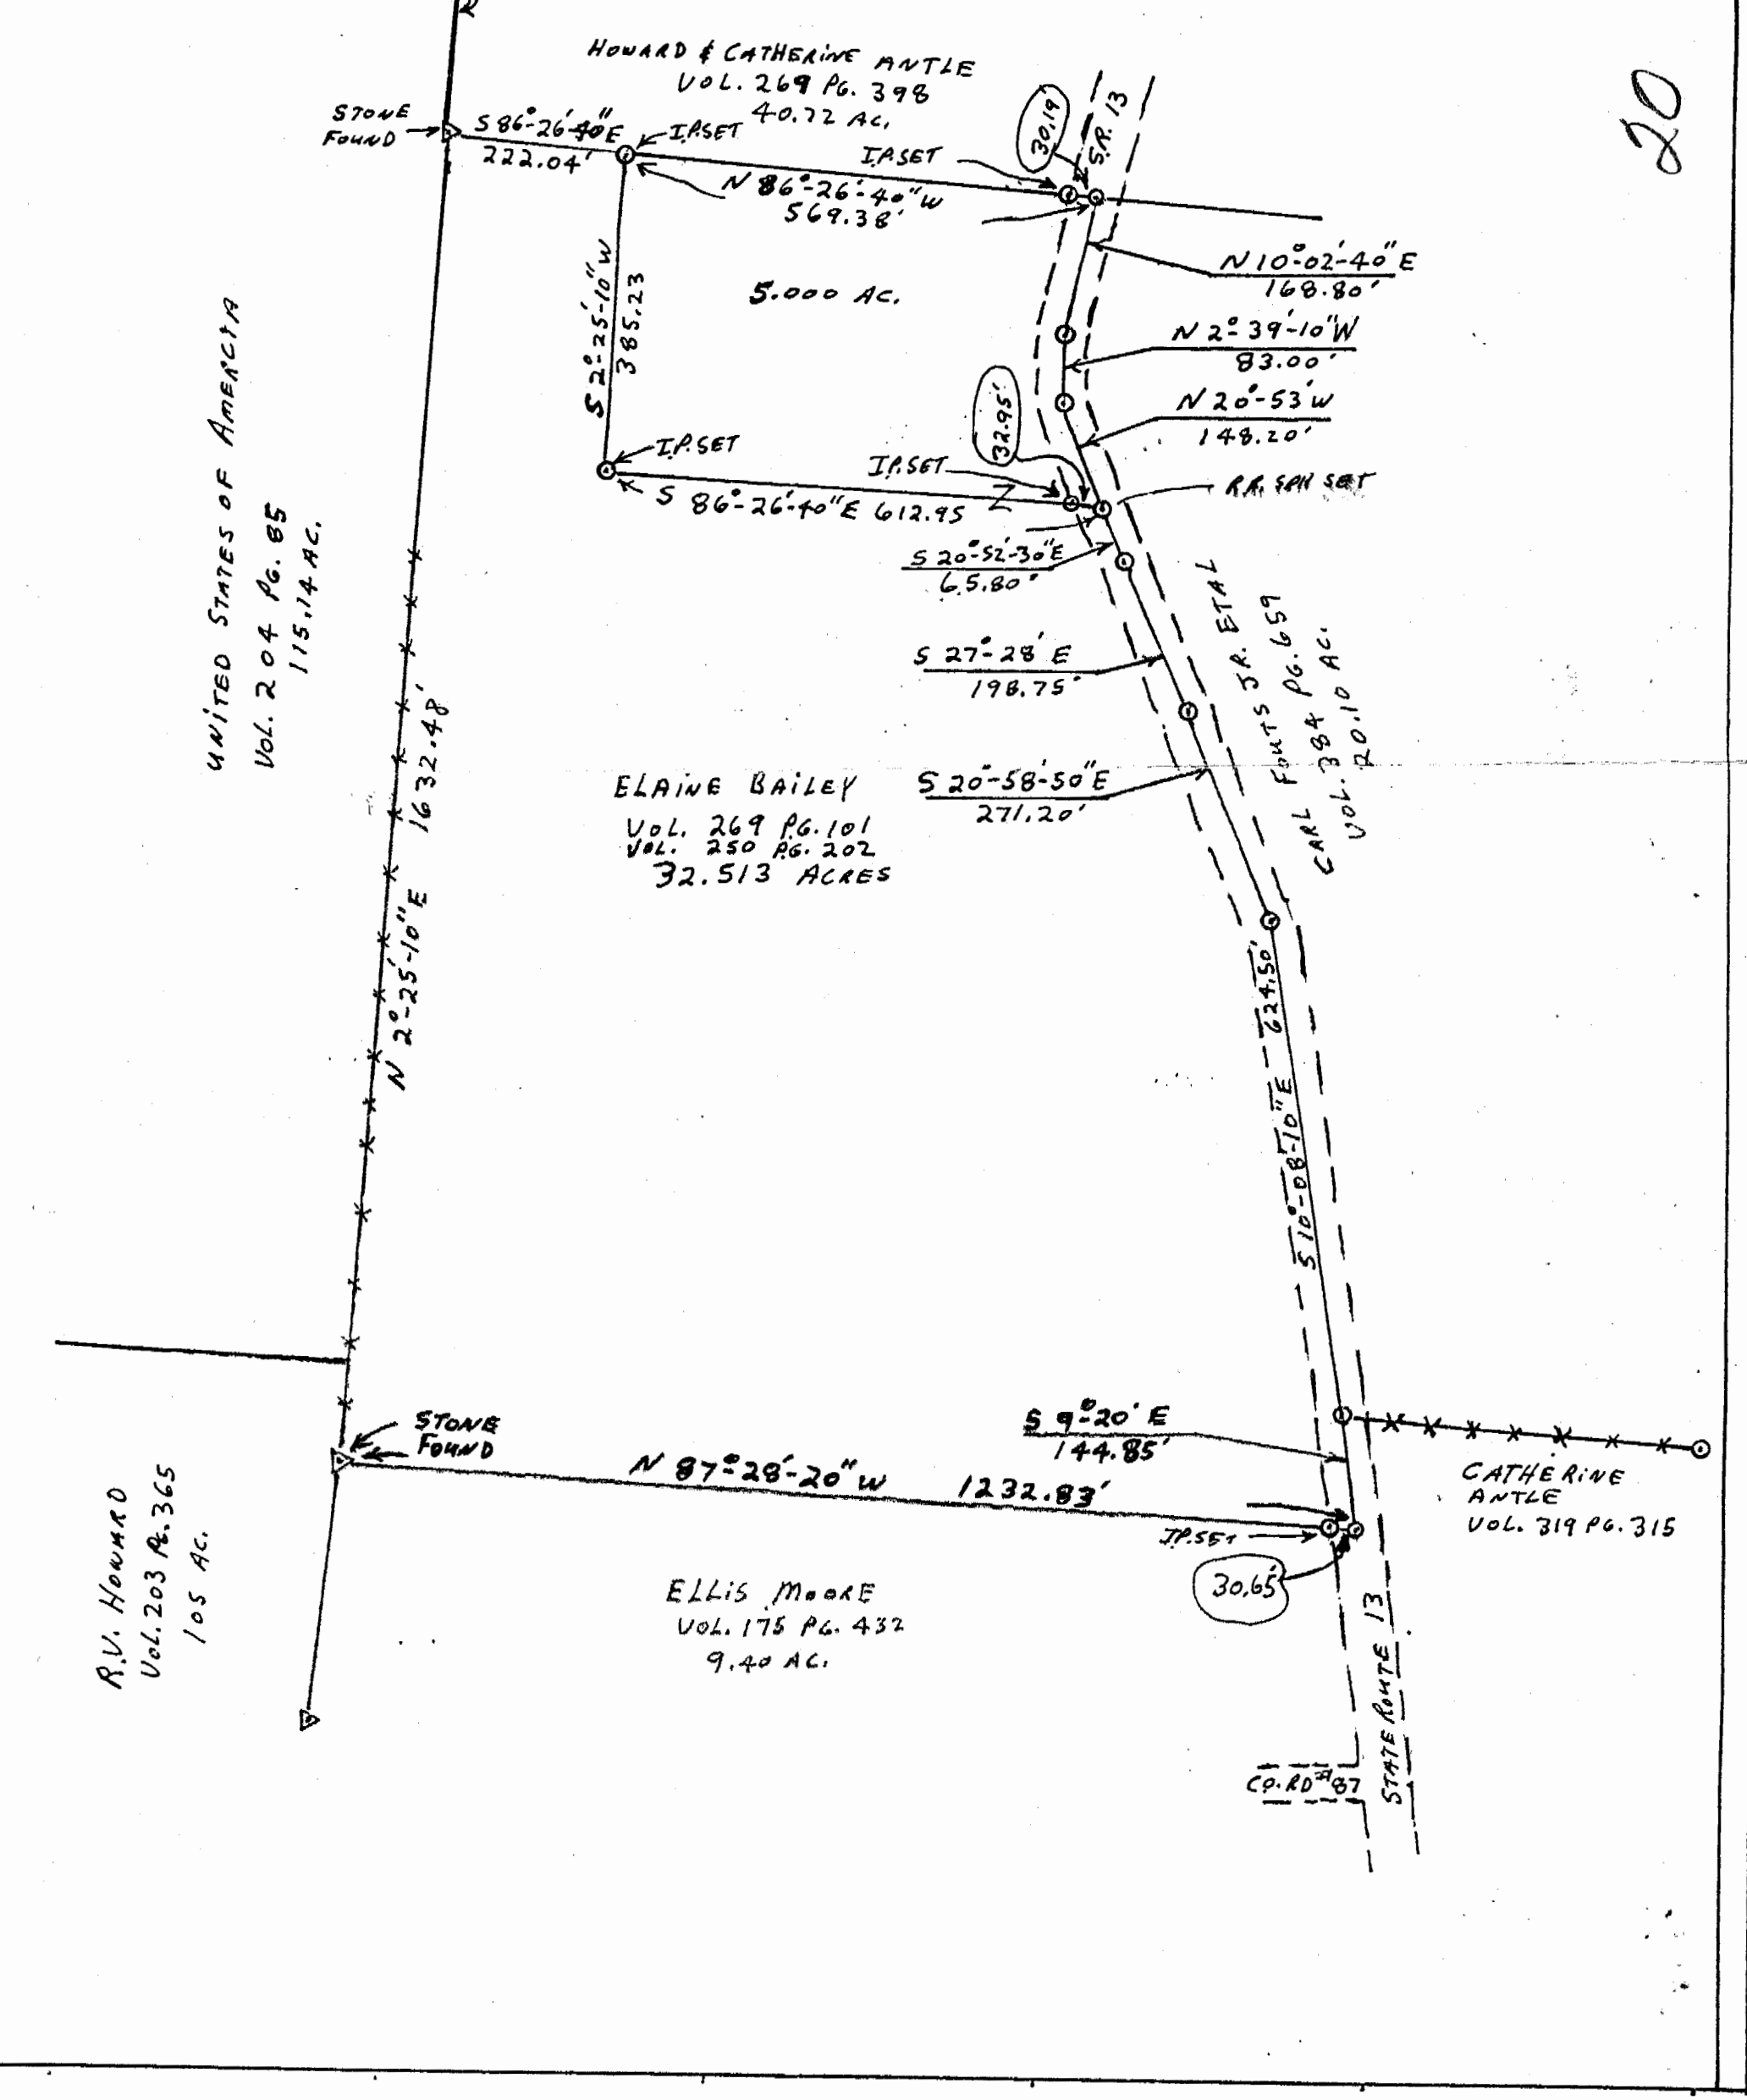 20
HOWARD & CATHERINE ANTLE
VOL. 269 PG. 398
40.72 AC.
STONE
FOUND
S 86°-26'-40" E
222.04'
I.P. SET
I.P. SET
30.19
S.R. 13
N 86°-26'-40" W
569.38'
N 10°-02'-40" E
168.80'
S 2°-25'-10" W
385.23
5.000 AC.
N 2°-39'-10" W
83.00'
N 20°-53' W
148.20'
32.95'
I.P. SET
I.P. SET
S 86°-26'-40" E 612.95
R.R. SPK SET
S 20°-52'-30" E
65.80'
UNITED STATES OF AMERCIA
VOL. 204 PG. 85
115.14 AC.
S 27°-28' E
198.75'
CARL FOUTS JR. ETAL
VOL. 384 PG. 659
20.10 AC.
S 20°-58'-50" E
271.20'
ELAINE BAILEY
VOL. 269 PG. 101
VOL. 250 PG. 202
32.513 ACRES
N 2°-25'-10" E 1632.48'
S 10°-08'-10" E 624.50'
STONE
FOUND
N 87°-28'-20" W 1232.83'
S 9°-20' E
144.85'
CATHERINE
ANTLE
VOL. 319 PG. 315
I.P. SET
30.65'
R.V. HOWARD
VOL. 203 PG. 365
105 AC.
ELLIS MOORE
VOL. 175 PG. 432
9.40 AC.
STATE ROUTE 13
CO. RD #87